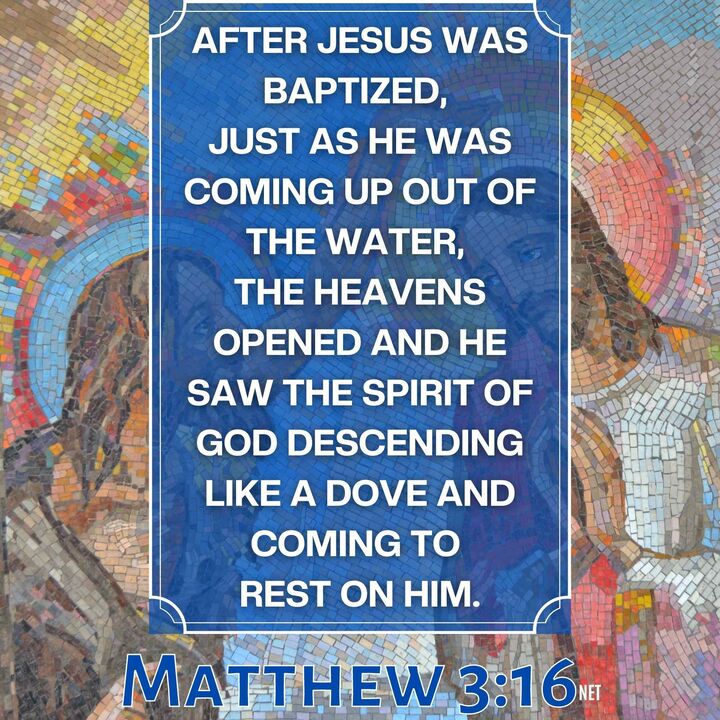 AFTER JESUS WAS
BAPTIZED,
JUST AS HE WAS
COMING UP OUT OF
THE WATER,
THE HEAVENS
OPENED AND HE
SAW THE SPIRIT OF
GOD DESCENDING
LIKE A DOVE AND
COMING TO
REST ON HIM.
MATTHEW 3:16 NET